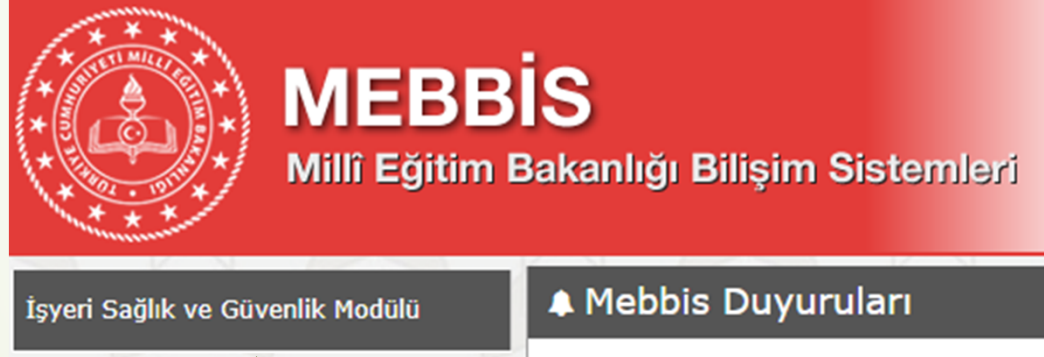 TÜRKİYE CUMHURİYETİ MİLLÎ EĞİTİM BAKANLIĞI
MEBBİS
Millî Eğitim Bakanlığı Bilişim Sistemleri
İşyeri Sağlık ve Güvenlik Modülü
Mebbis Duyuruları